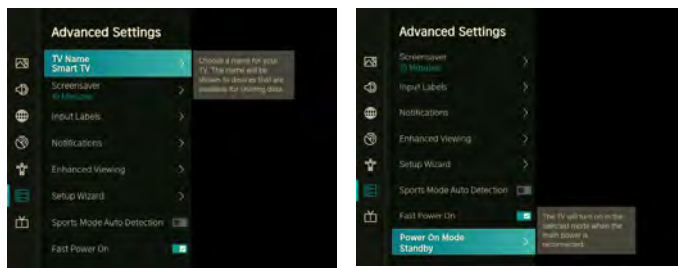 Advanced Settings
TV Name
Smart TV
Choose a name for your
TV. The name will be
shown to devices that are
available for sharing data.
Screensaver
10 Minutes
Input Labels
Notifications
Enhanced Viewing
Setup Wizard
Sports Mode Auto Detection
Fast Power On
Advanced Settings
Screensaver
10 Minutes
Input Labels
Notifications
Enhanced Viewing
Setup Wizard
Sports Mode Auto Detection
Fast Power On
Power On Mode
Standby
The TV will turn on in the
selected mode when the
main power is
reconnected.